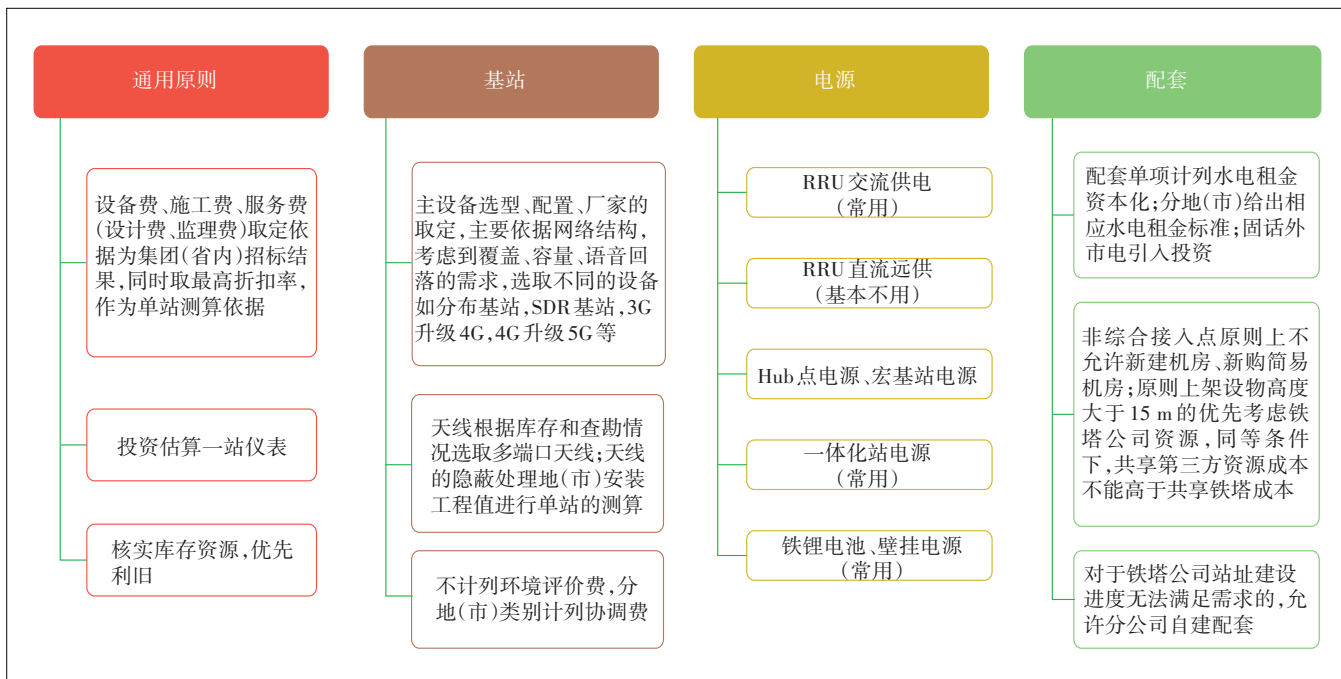 通用原则
设备费、施工费、服务费
(设计费、监理费)取定依
据为集团(省内)招标结
果,同时取最高折扣率,
作为单站测算依据
投资估算一站仪表
核实库存资源,优先
利旧
基站
主设备选型、配置、厂家的
取定,主要依据网络结构,
考虑到覆盖、容量、语音回
落的需求,选取不同的设备
如分布基站,SDR基站,3G
升级4G,4G升级5G等
天线根据库存和查勘情
况选取多端口天线;天线
的隐蔽处理地(市)安装
工程值进行单站的测算
不计列环境评价费,分
地(市)类别计列协调费
电源
RRU交流供电
(常用)
RRU直流远供
(基本不用)
Hub点电源、宏基站电源
一体化站电源
(常用)
铁锂电池、壁挂电源
(常用)
配套
配套单项计列水电租金
资本化;分地(市)给出相
应水电租金标准;固话外
市电引入投资
非综合接入点原则上不
允许新建机房、新购简易
机房;原则上架设物高度
大于15 m的优先考虑铁
塔公司资源,同等条件
下,共享第三方资源成本
不能高于共享铁塔成本
对于铁塔公司站址建设
进度无法满足需求的,允
许分公司自建配套